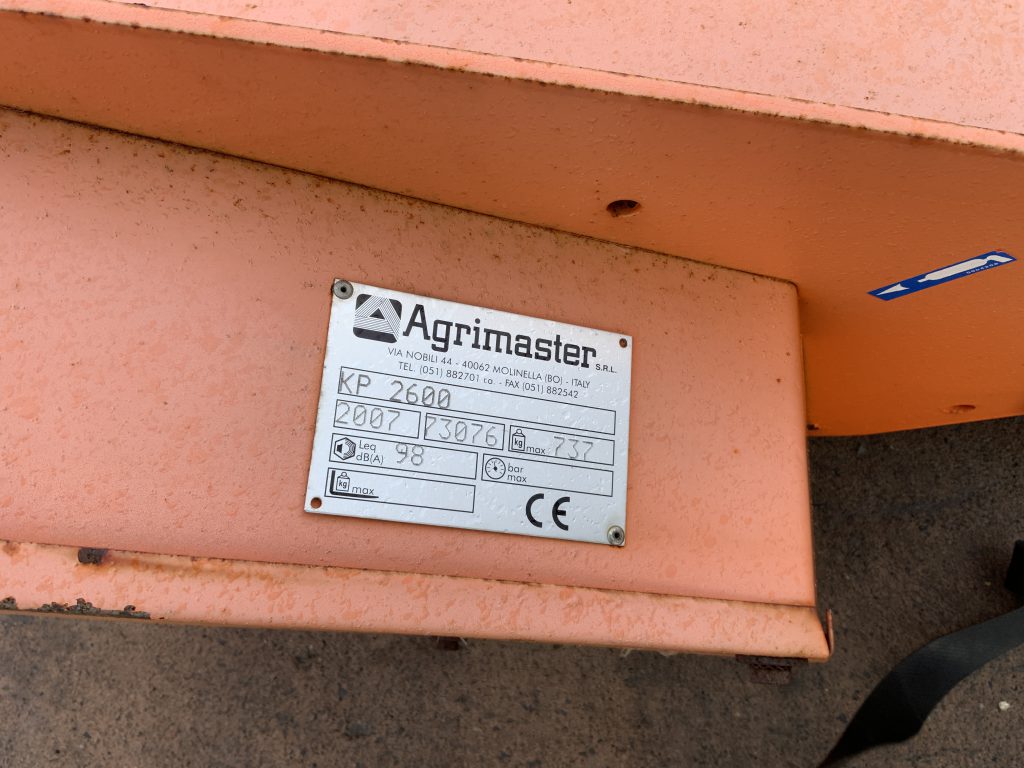 Agrimaster S.R.L.
VIA NOBILI 44 - 40062 MOLINELLA (BO) - ITALY
TEL. (051) 882701 r.a. - FAX (051) 882542
KP 2600
2007 73076 kg max 737
Leq dB(A) 98 bar max
kg max
CE